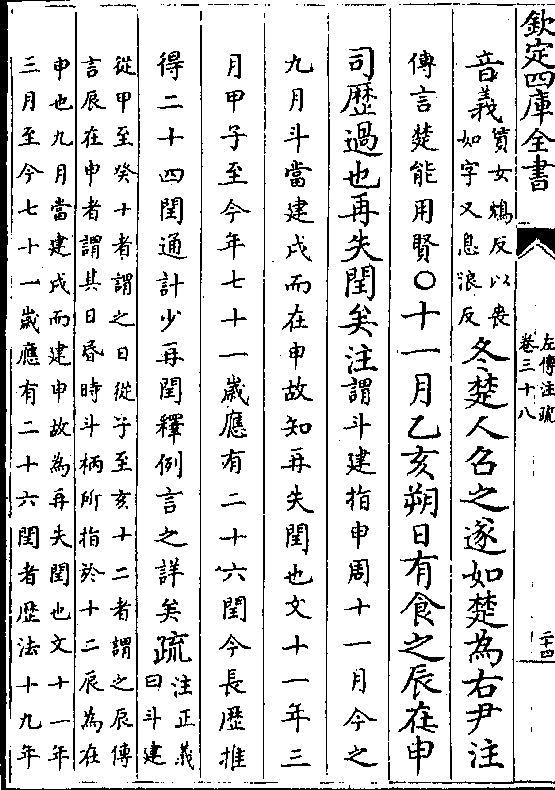 欽定四庫全書
左傳注疏
卷三十八
二十四
音義
賃女鴆反以喪
如字又息浪反
冬楚人召之遂如楚為右尹注
傳言楚能用賢〇十一月乙亥朔日有食之辰在申
司歴過也再失閏矣注謂斗建指申周十一月今之
九月斗當建戌而在申故知再失閏也文十一年三
月甲子至今年七十一歲應有二十六閏今長歴推
得二十四閏通計少再閏釋例言之詳矣疏
注正義
曰斗建
從甲至癸十者謂之日從子至亥十二者謂之辰傳
言辰在申者謂其日昏時斗柄所指於十二辰為在
申也九月當建戌而建申故為再失閏也文十一年
三月至今七十一歲應有二十六閏者歴法十九年